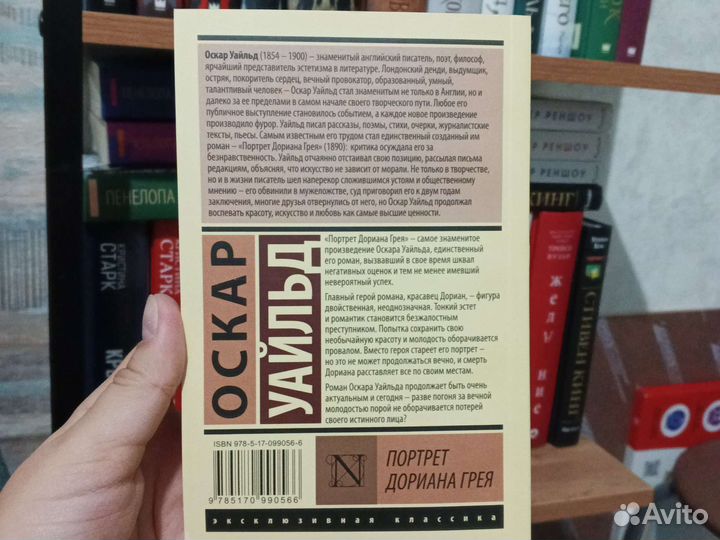 Оскар Уайльд (1854 – 1900) – знаменитый английский писатель, поэт, философ,
ярчайший представитель эстетизма в литературе. Лондонский денди, выдумщик,
остряк, покоритель сердец, вечный провокатор, образованный, умный,
талантливый человек – Оскар Уайльд стал знаменитым не только в Англии, но и
далеко за ее пределами в самом начале своего творческого пути. Любое его
публичное выступление становилось событием, а каждое новое произведение
производило фурор. Уайльд писал рассказы, поэмы, стихи, очерки, журналистские
тексты, пьесы. Самым известным его трудом стал единственный созданный им
роман – «Портрет Дориана Грея» (1890): критика осуждала его за
безнравственность. Уайльд отчаянно отстаивал свою позицию, рассылая письма
редакциям, объясняя, что искусство не зависит от морали. Не только в творчестве,
но и в жизни писатель шел наперекор сложившимся устоям и общественному
мнению – его обвинили в мужеложстве, суд приговорил его к двум годам
заключения, многие друзья отвернулись от него, но Оскар Уайльд продолжал
воспевать красоту, искусство и любовь как самые высшие ценности.
ОСКАР
УАЙЛЬД
«Портрет Дориана Грея» – самое знаменитое
произведение Оскара Уайльда, единственный
его роман, вызвавший в свое время шквал
негативных оценок и тем не менее имевший
невероятный успех.
Главный герой романа, красавец Дориан, – фигура
двойственная, неоднозначная. Тонкий эстет
и романтик становится безжалостным
преступником. Попытка сохранить свою
необычайную красоту и молодость оборачивается
провалом. Вместо героя стареет его портрет –
но это не может продолжаться вечно, и смерть
Дориана расставляет все по своим местам.
Роман Оскара Уайльда продолжает быть очень
актуальным и сегодня – разве погоня за вечной
молодостью порой не оборачивается потерей
своего истинного лица?
ISBN 978-5-17-099056-6
9 785170 990566
N
ПОРТРЕТ
ДОРИАНА ГРЕЯ
эксклюзивная классика
ПЕНЕЛОПА
СТАРК
СТАРК
Р РЕНШОУ
Р РЕНШОУ
Р РЕНШОУ
КИНГ
СТИВЕН КИНГ
Avito